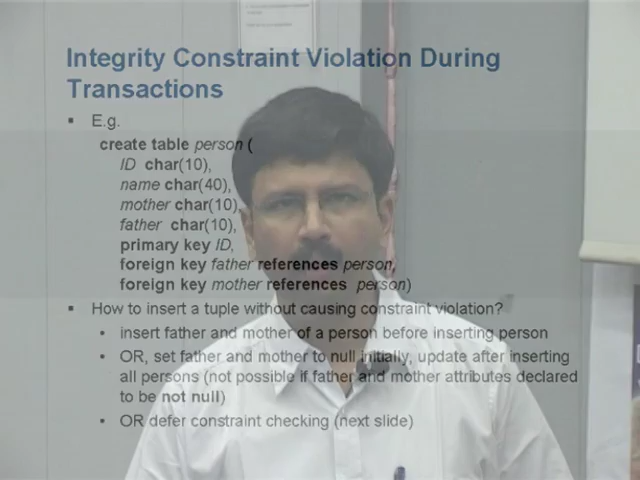 Integrity Constraint Violation During
Transactions
▪ E.g.
create table person (
ID char(10),
name char(40),
mother char(10),
father char(10),
primary key ID,
foreign key father references person,
foreign key mother references person)
▪ How to insert a tuple without causing constraint violation?
• insert father and mother of a person before inserting person
• OR, set father and mother to null initially, update after inserting
all persons (not possible if father and mother attributes declared
to be not null)
• OR defer constraint checking (next slide)